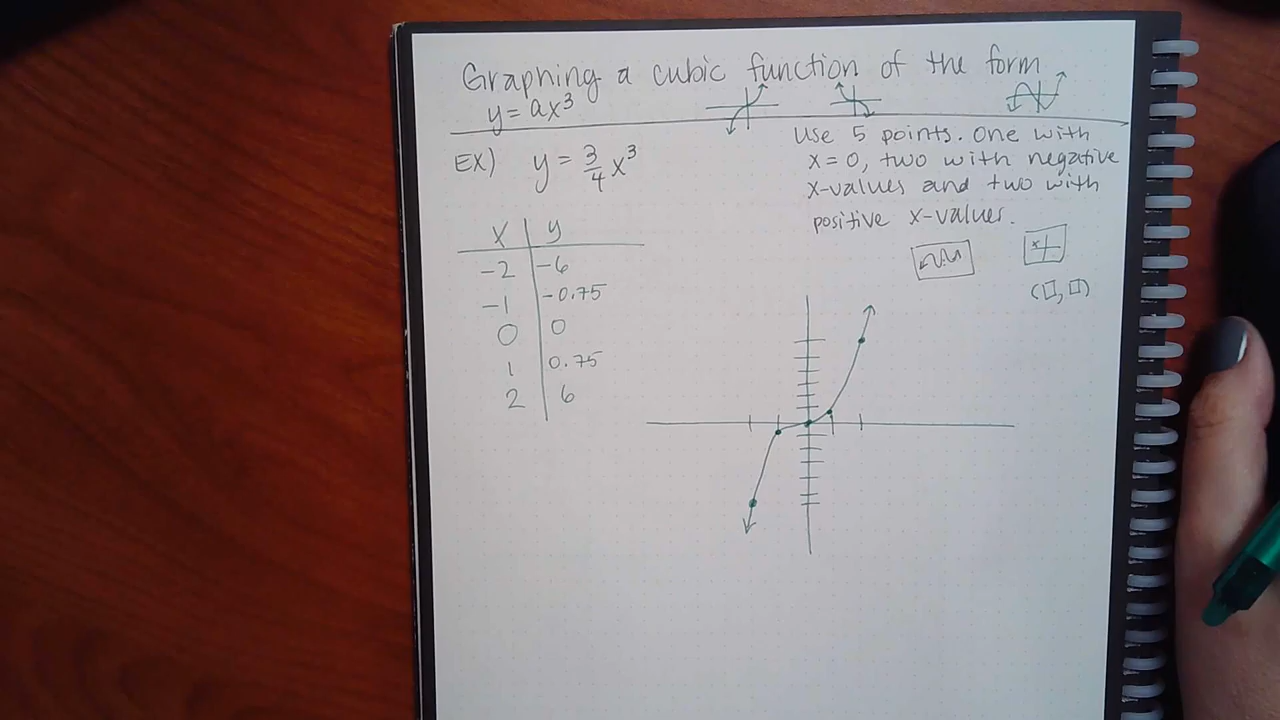 Graphing a cubic function of the form
y = ax³
EX) y = 3/4 x³
Use 5 points. One with
x = 0, two with negative
x-values and two with
positive x-values.
x | y
-2 | -6
-1 | -0.75
0 | 0
1 | 0.75
2 | 6
(□,□)